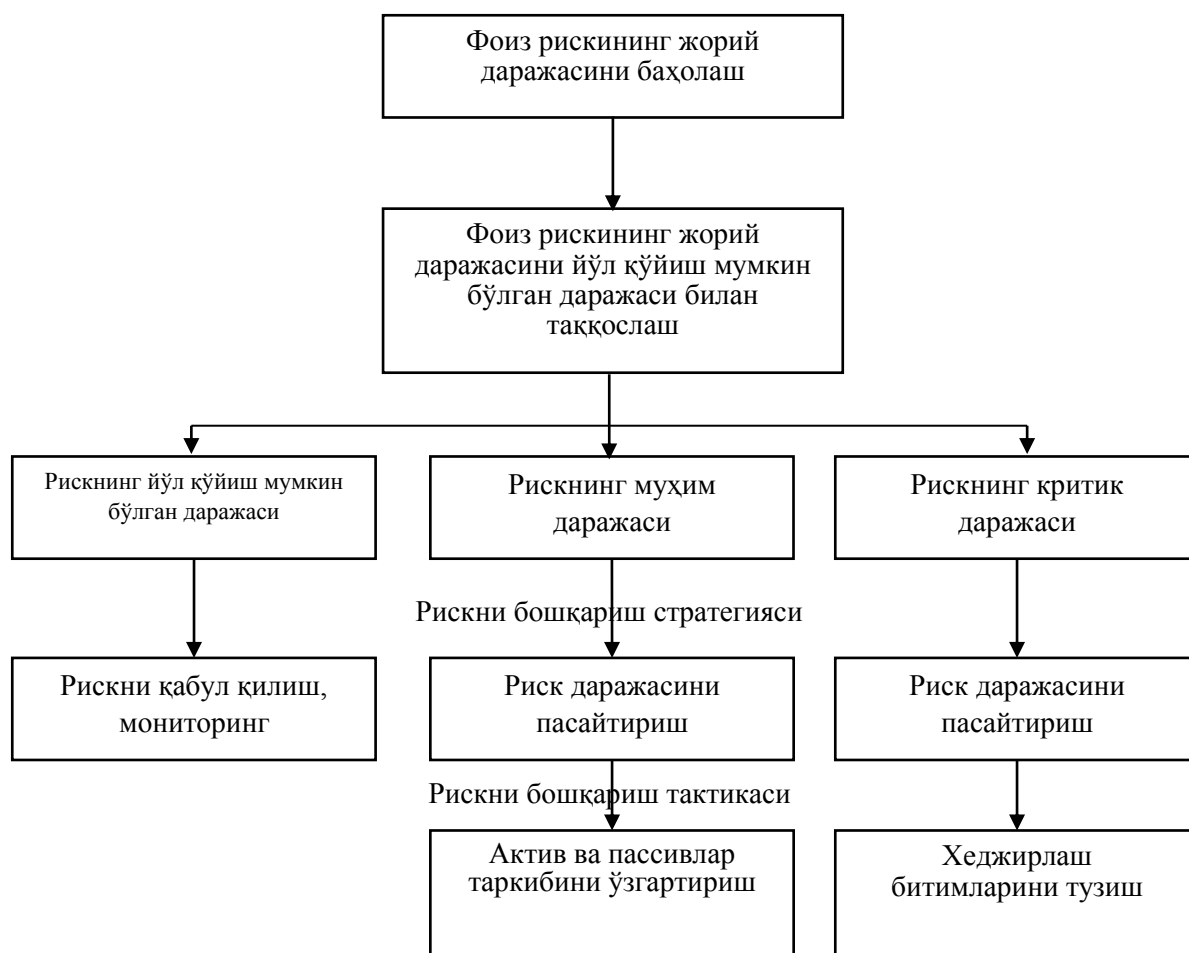 Фоиз рискининг жорий
даражасини баҳолаш
Фоиз рискининг жорий
даражасини йўл қўйиш мумкин
бўлган даражаси билан
таққослаш
Рискнинг йўл қўйиш мумкин
бўлган даражаси
Рискнинг муҳим
даражаси
Рискнинг критик
даражаси
Рискни бошқариш стратегияси
Рискни қабул қилиш,
мониторинг
Риск даражасини
пасайтириш
Риск даражасини
пасайтириш
Рискни бошқариш тактикаси
Актив ва пассивлар
таркибини ўзгартириш
Хеджирлаш
битимларини тузиш